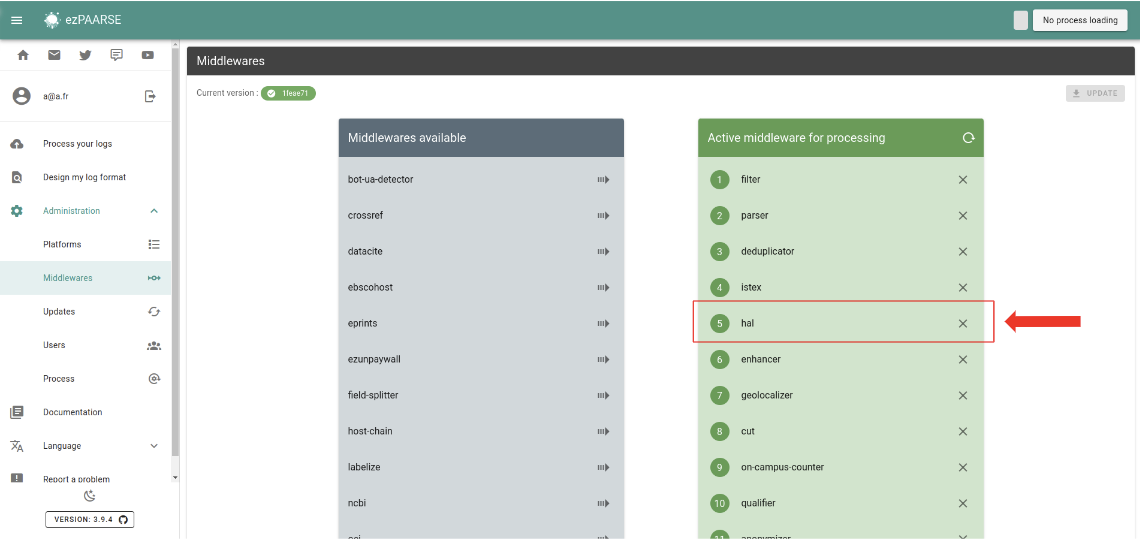 ezPAARSE
No process loading
a@a.fr
Process your logs
Design my log format
Administration
Platforms
Middlewares
Updates
Users
Process
Documentation
Language
Report a problem
VERSION: 3.9.4
Middlewares
Current version : 1feae71
UPDATE
Middlewares available
bot-ua-detector
crossref
datacite
ebscohost
eprints
ezunpaywall
field-splitter
host-chain
labelize
ncbi
Active middleware for processing
1 filter
2 parser
3 deduplicator
4 istex
5 hal
6 enhancer
7 geolocalizer
8 cut
9 on-campus-counter
10 qualifier
11 anonymizer